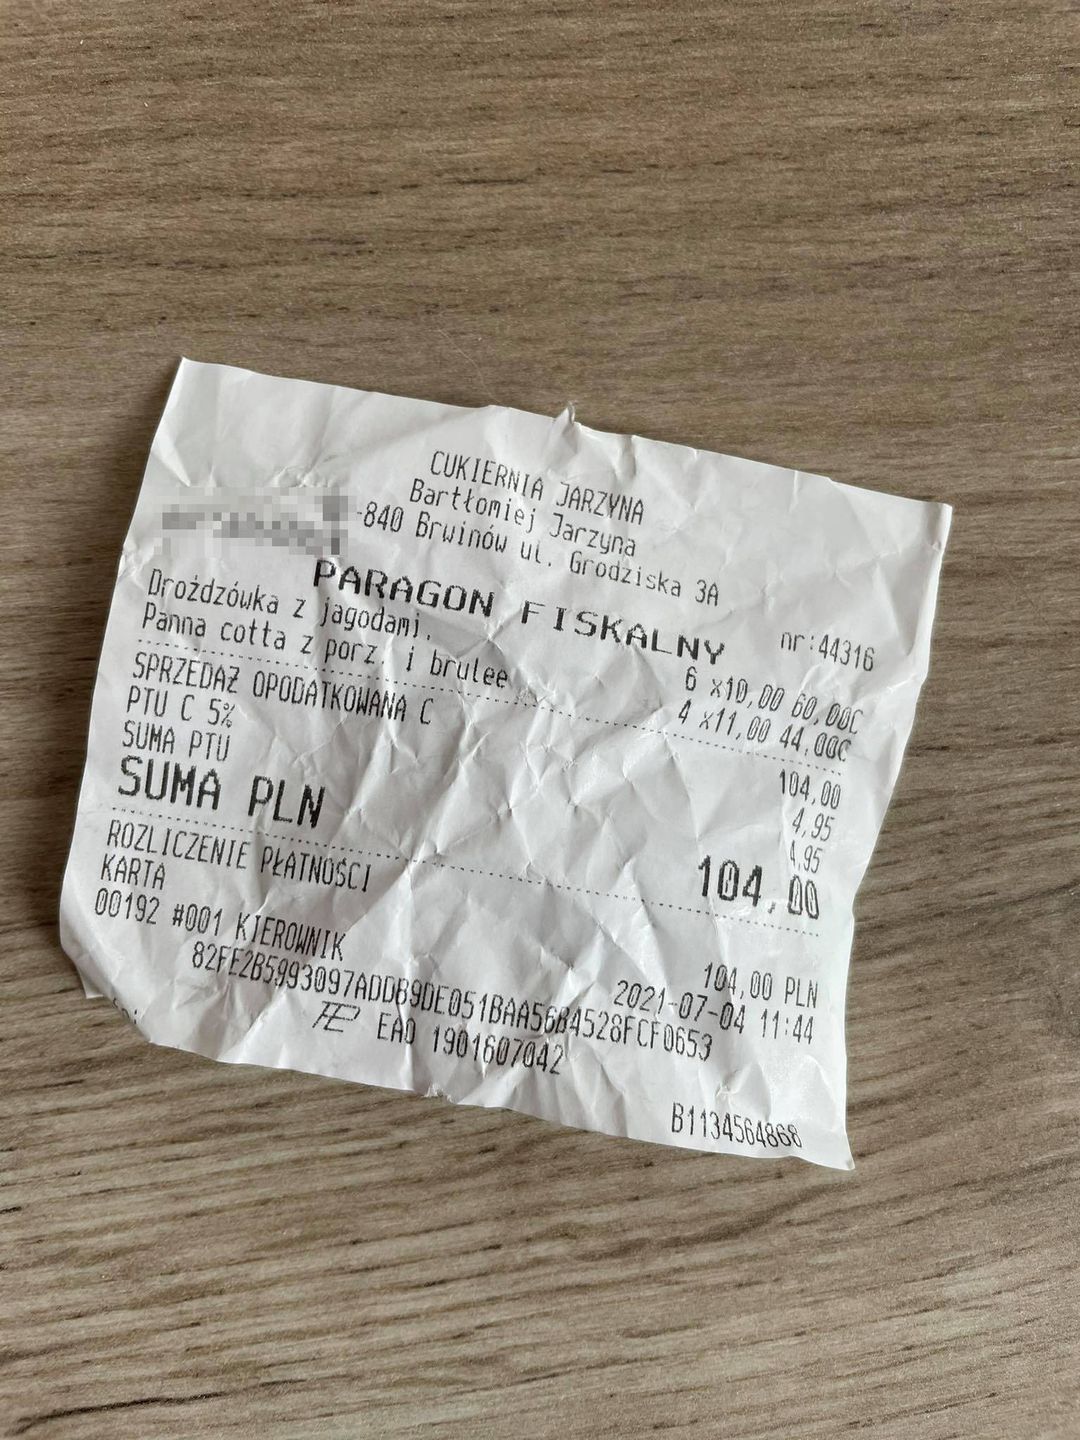 CUKIERNIA JARZYNA
Bartłomiej Jarzyna
-840 Brwinów ul. Grodziska 3A
PARAGON FISKALNY nr:44316
Drożdzówka z jagodami. 6 x10,00 60,00C
Panna cotta z porz. i brulee 4 x11,00 44,00C
SPRZEDAŻ OPODATKOWANA C 104,00
PTU C 5% 4,95
SUMA PTU 4,95
SUMA PLN 104,00
ROZLICZENIE PŁATNOŚCI
KARTA 104,00 PLN
00192 #001 KIEROWNIK 2021-07-04 11:44
82FE2B5993097ADDB9DE051BAA56B4528FCF0653
EAO 1901607042
B1134564868